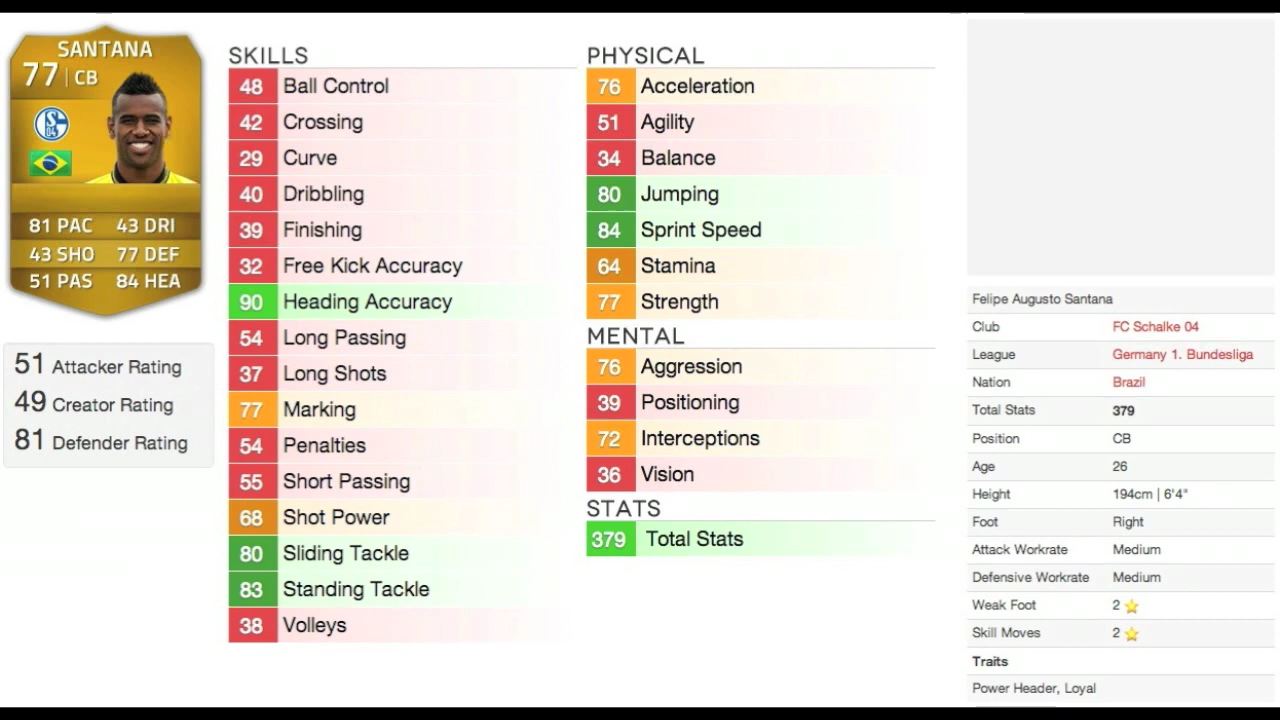 SANTANA
77 | CB
S 04
81 PAC 43 DRI
43 SHO 77 DEF
51 PAS 84 HEA
51 Attacker Rating
49 Creator Rating
81 Defender Rating
SKILLS
48 Ball Control
42 Crossing
29 Curve
40 Dribbling
39 Finishing
32 Free Kick Accuracy
90 Heading Accuracy
54 Long Passing
37 Long Shots
77 Marking
54 Penalties
55 Short Passing
68 Shot Power
80 Sliding Tackle
83 Standing Tackle
38 Volleys
PHYSICAL
76 Acceleration
51 Agility
34 Balance
80 Jumping
84 Sprint Speed
64 Stamina
77 Strength
MENTAL
76 Aggression
39 Positioning
72 Interceptions
36 Vision
STATS
379 Total Stats
Felipe Augusto Santana
Club FC Schalke 04
League Germany 1. Bundesliga
Nation Brazil
Total Stats 379
Position CB
Age 26
Height 194cm | 6'4"
Foot Right
Attack Workrate Medium
Defensive Workrate Medium
Weak Foot 2
Skill Moves 2
Traits
Power Header, Loyal